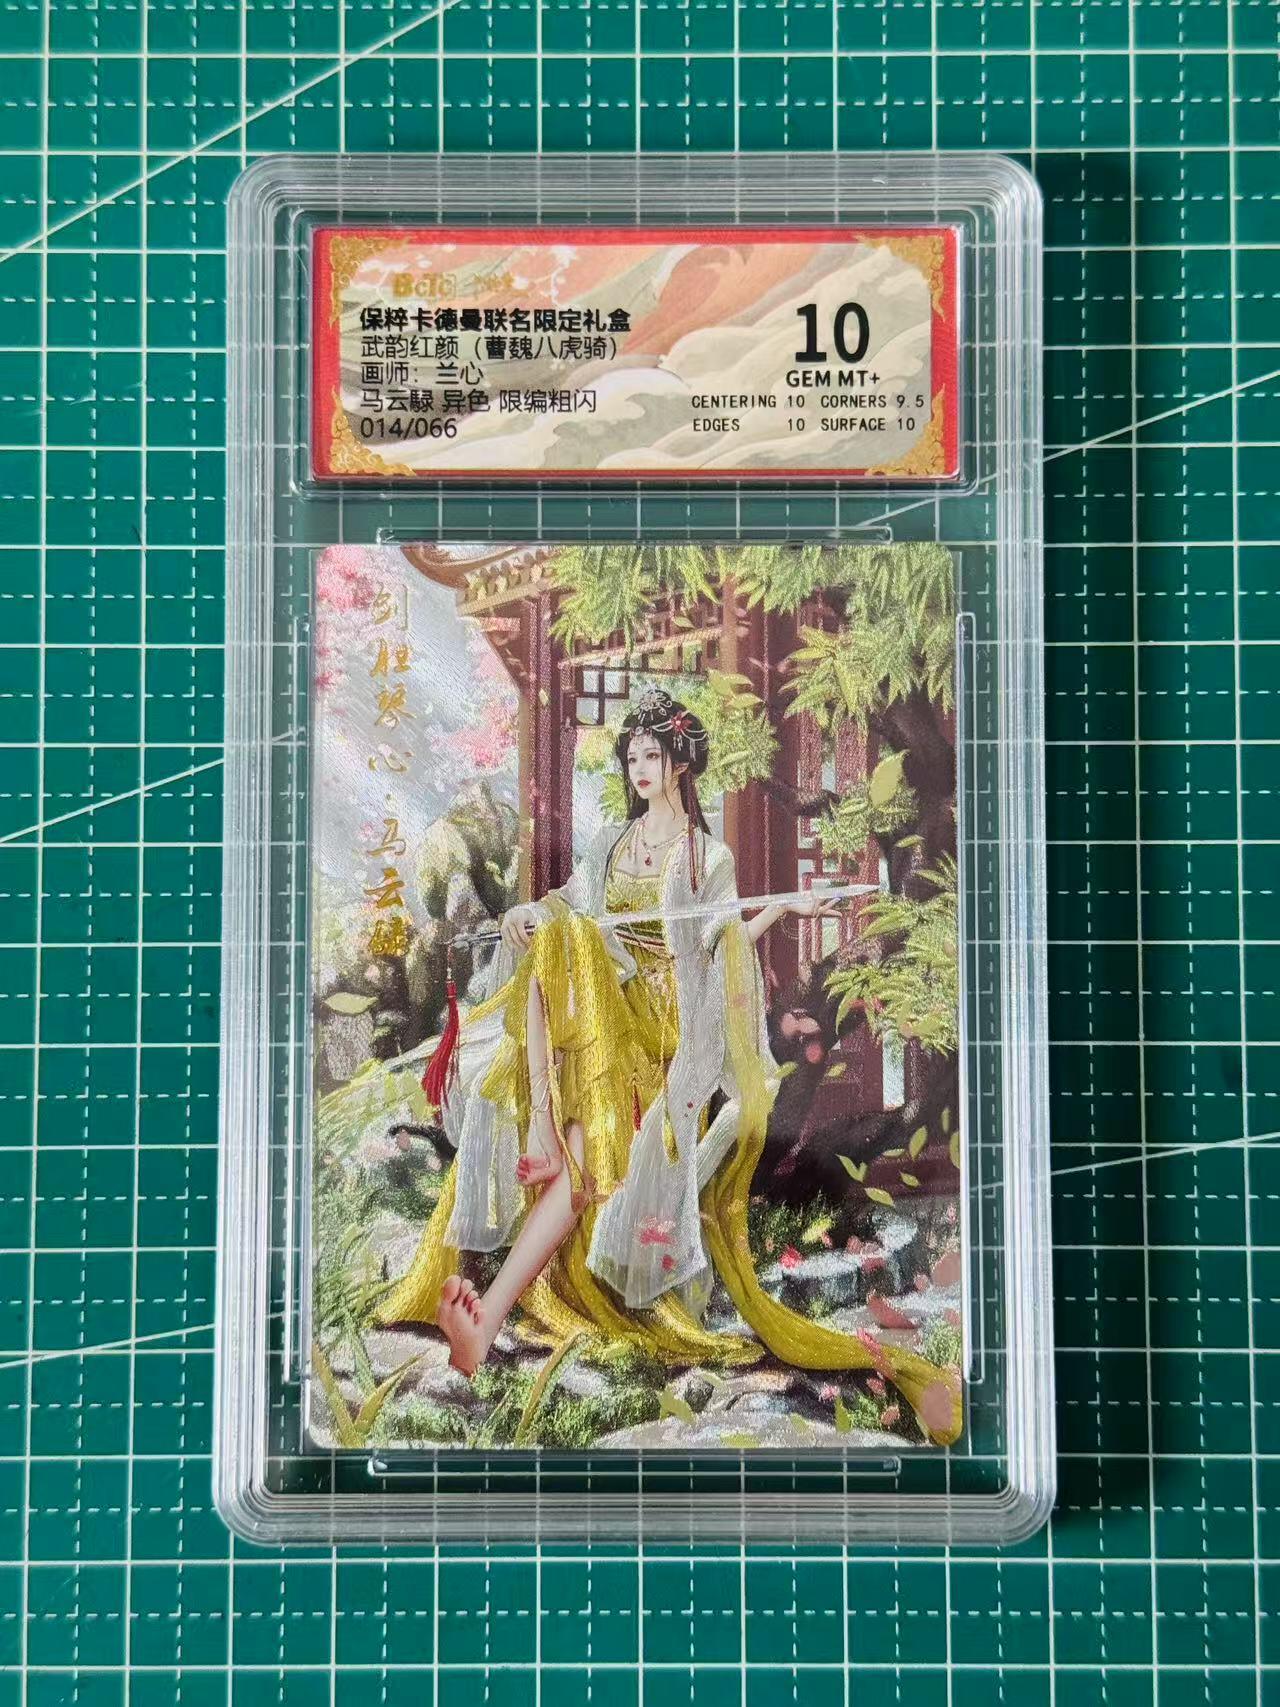 BcTC
保粹卡德曼联名限定礼盒
武韵红颜（曹魏八虎骑）
画师：兰心
马云騄 异色 限编粗闪
014/066
10
GEM MT+
CENTERING 10 CORNERS 9.5
EDGES 10 SURFACE 10
剑胆琴心·马云騄